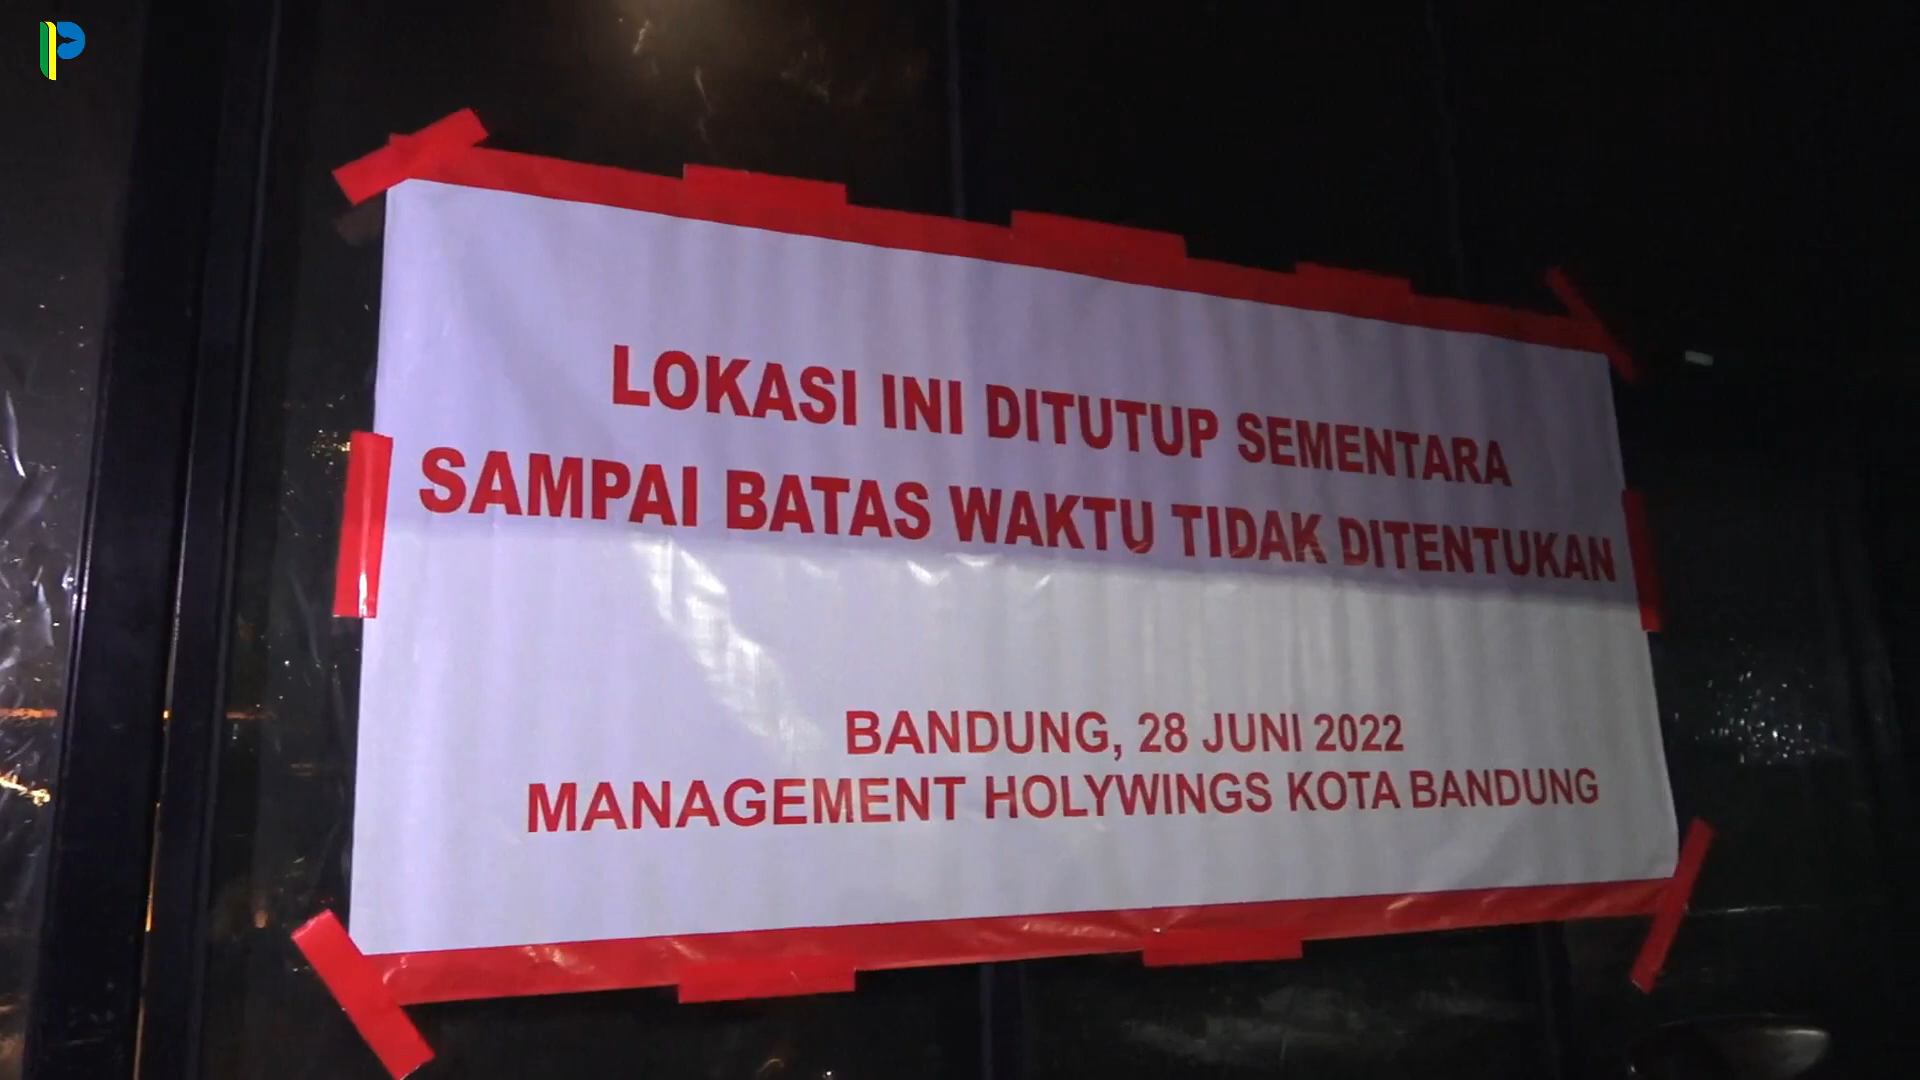 LOKASI INI DITUTUP SEMENTARA
SAMPAI BATAS WAKTU TIDAK DITENTUKAN
BANDUNG, 28 JUNI 2022
MANAGEMENT HOLYWINGS KOTA BANDUNG